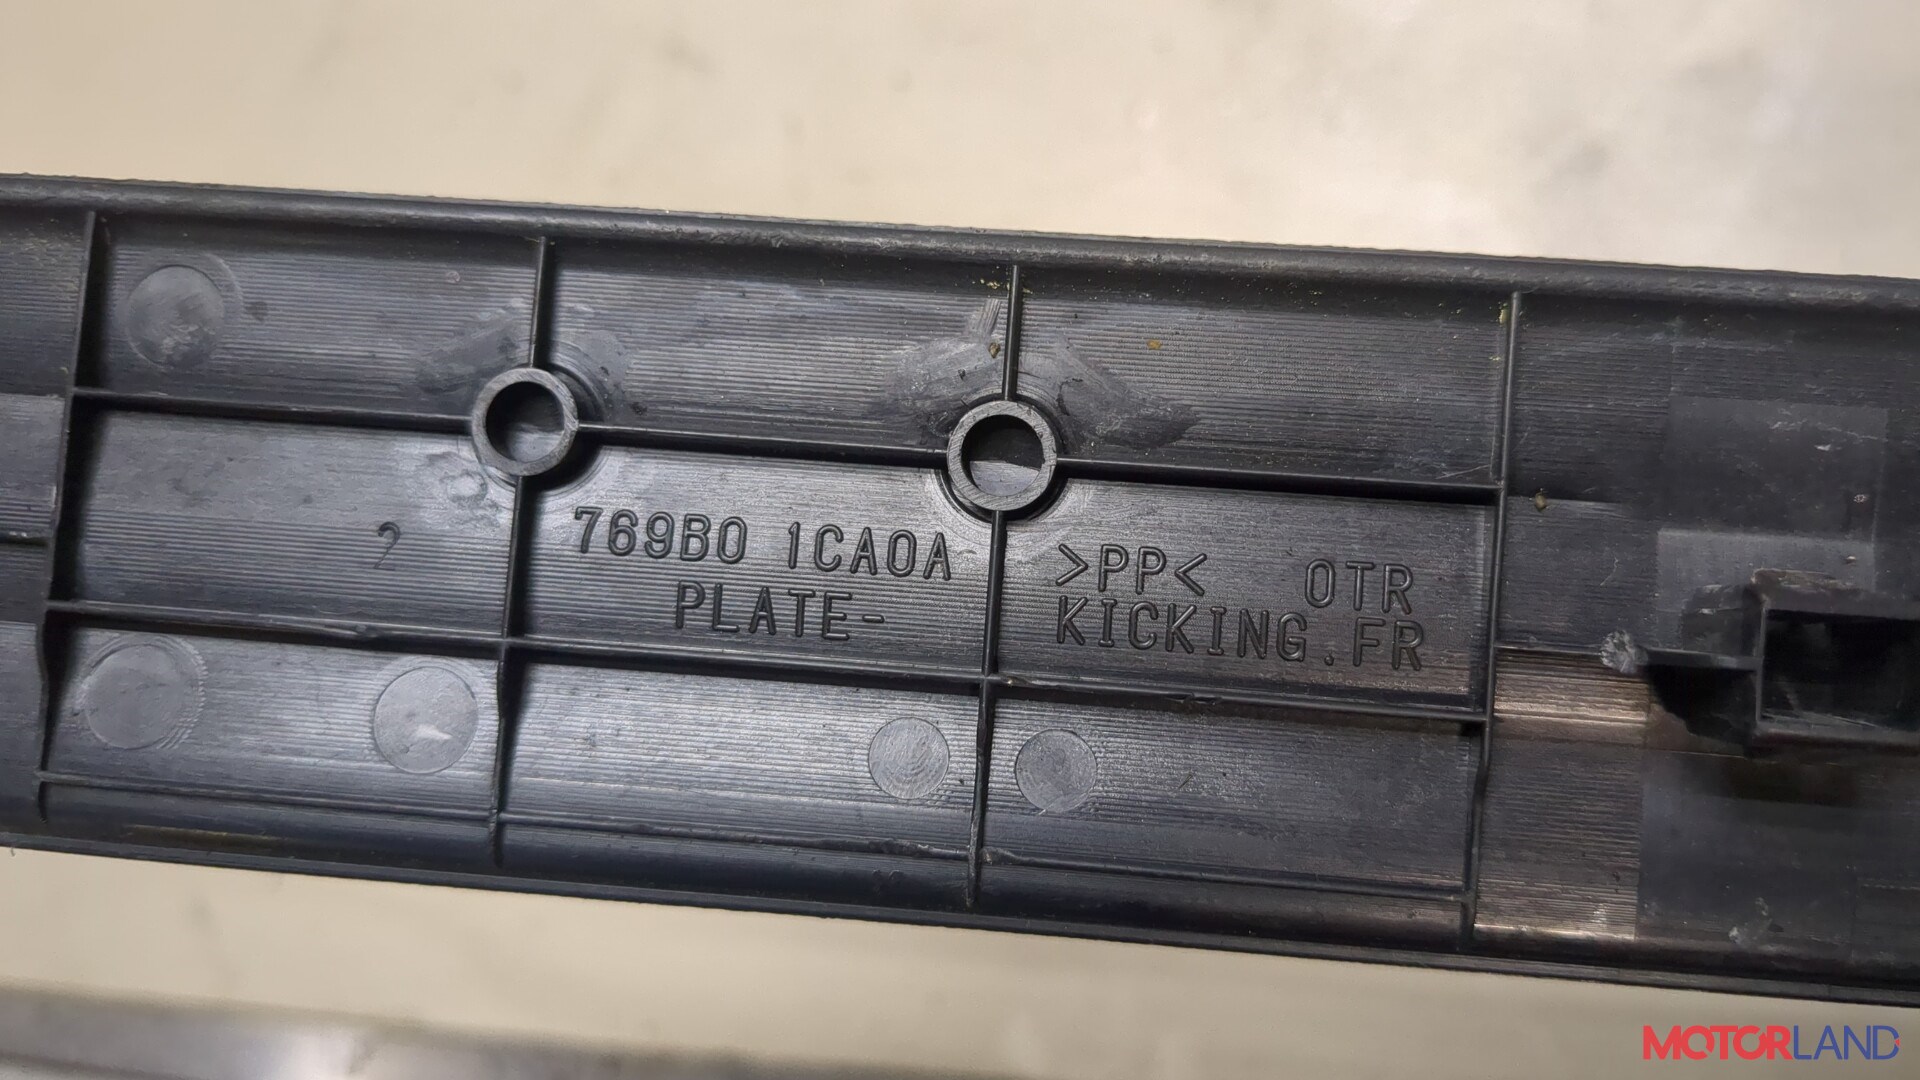 2
769B0 1CA0A >PP< OTR
PLATE- KICKING.FR
MOTORLAND